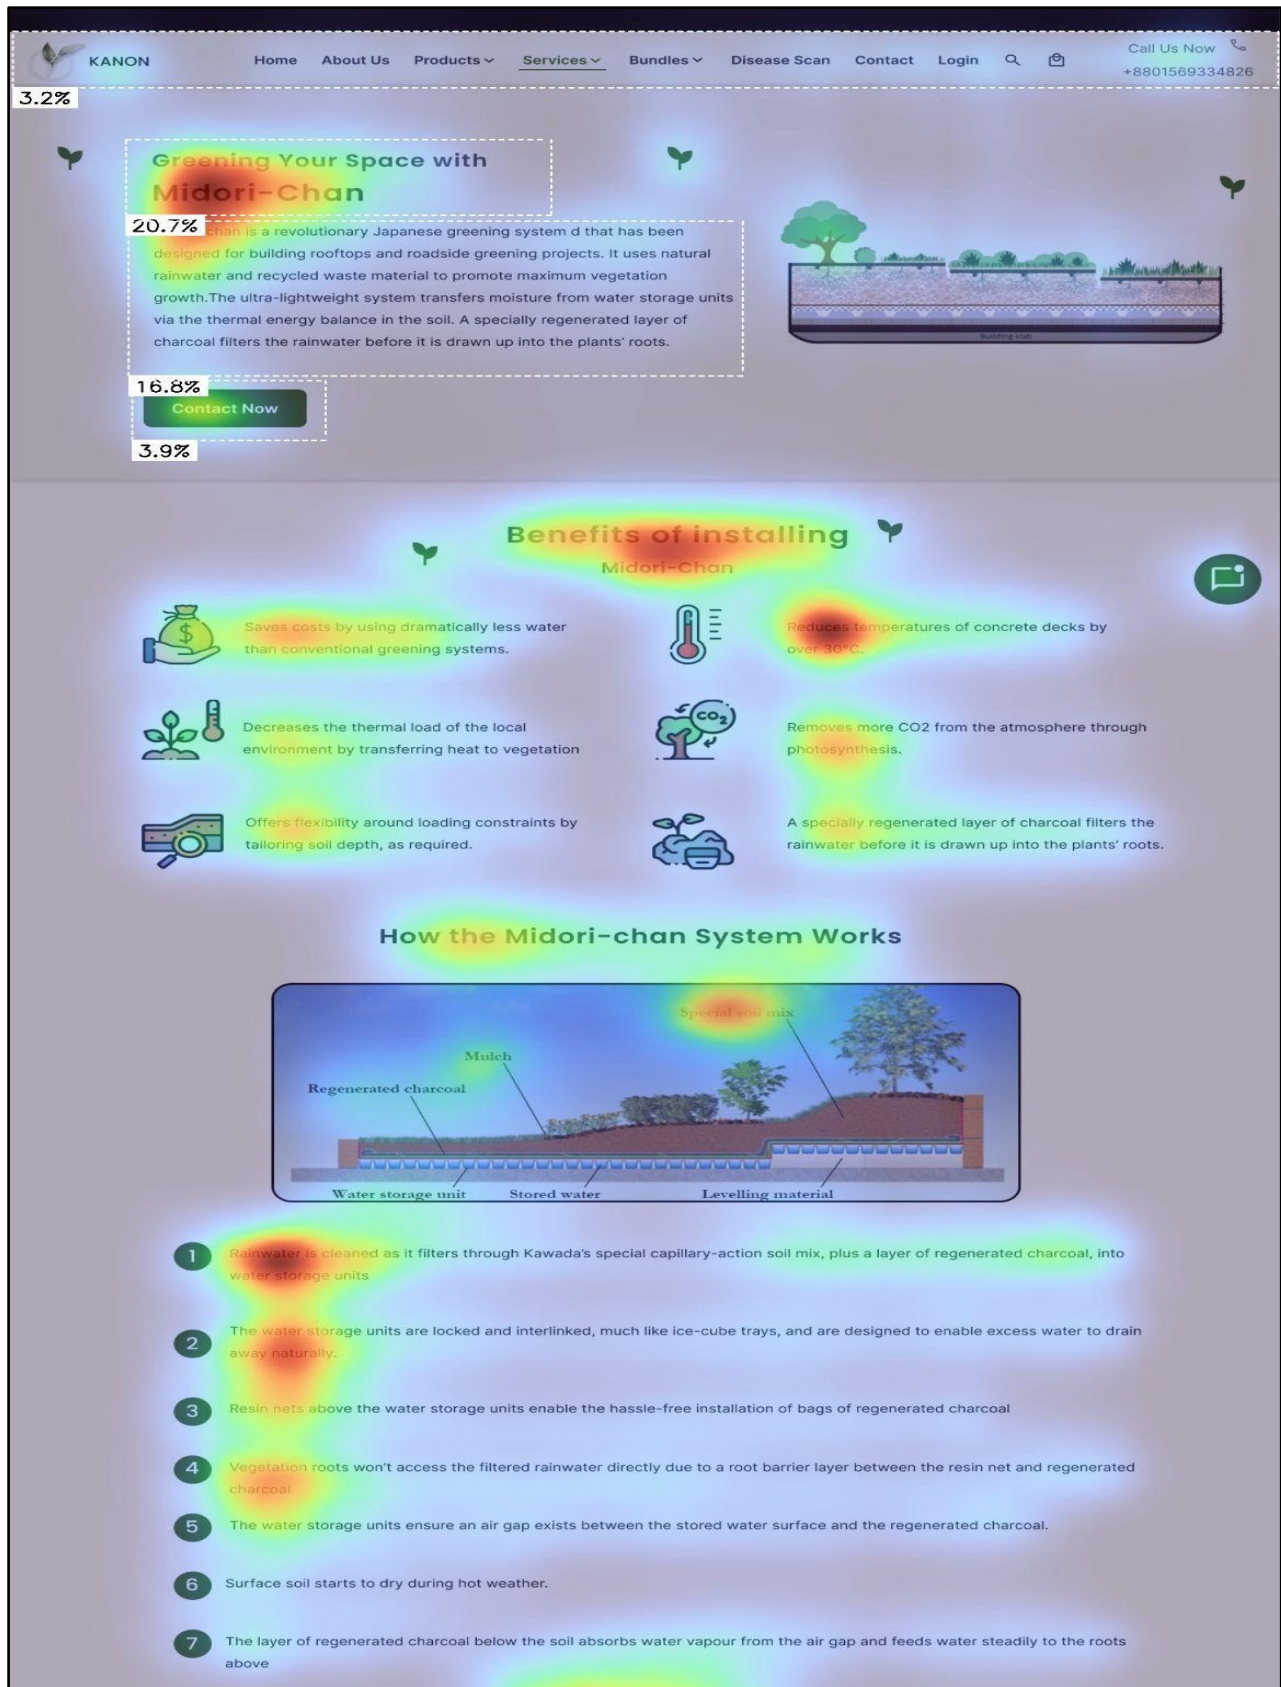 KANON
Home About Us Products Services Bundles Disease Scan Contact Login
Call Us Now
+8801569334826
3.2%
Greening Your Space with
Midori-Chan
20.7%
chan is a revolutionary Japanese greening system d that has been
designed for building rooftops and roadside greening projects. It uses natural
rainwater and recycled waste material to promote maximum vegetation
growth.The ultra-lightweight system transfers moisture from water storage units
via the thermal energy balance in the soil. A specially regenerated layer of
charcoal filters the rainwater before it is drawn up into the plants' roots.
Building slab
16.8%
Contact Now
3.9%
Benefits of installing
Midori-Chan
$
Saves costs by using dramatically less water
than conventional greening systems.
Reduces temperatures of concrete decks by
over 30°C.
Decreases the thermal load of the local
environment by transferring heat to vegetation
CO2
Removes more CO2 from the atmosphere through
photosynthesis.
Offers flexibility around loading constraints by
tailoring soil depth, as required.
A specially regenerated layer of charcoal filters the
rainwater before it is drawn up into the plants' roots.
How the Midori-chan System Works
Special soil mix
Mulch
Regenerated charcoal
Water storage unit Stored water Levelling material
1 Rainwater is cleaned as it filters through Kawada's special capillary-action soil mix, plus a layer of regenerated charcoal, into
water storage units
2 The water storage units are locked and interlinked, much like ice-cube trays, and are designed to enable excess water to drain
away naturally.
3 Resin nets above the water storage units enable the hassle-free installation of bags of regenerated charcoal
4 Vegetation roots won't access the filtered rainwater directly due to a root barrier layer between the resin net and regenerated
charcoal
5 The water storage units ensure an air gap exists between the stored water surface and the regenerated charcoal.
6 Surface soil starts to dry during hot weather.
7 The layer of regenerated charcoal below the soil absorbs water vapour from the air gap and feeds water steadily to the roots
above